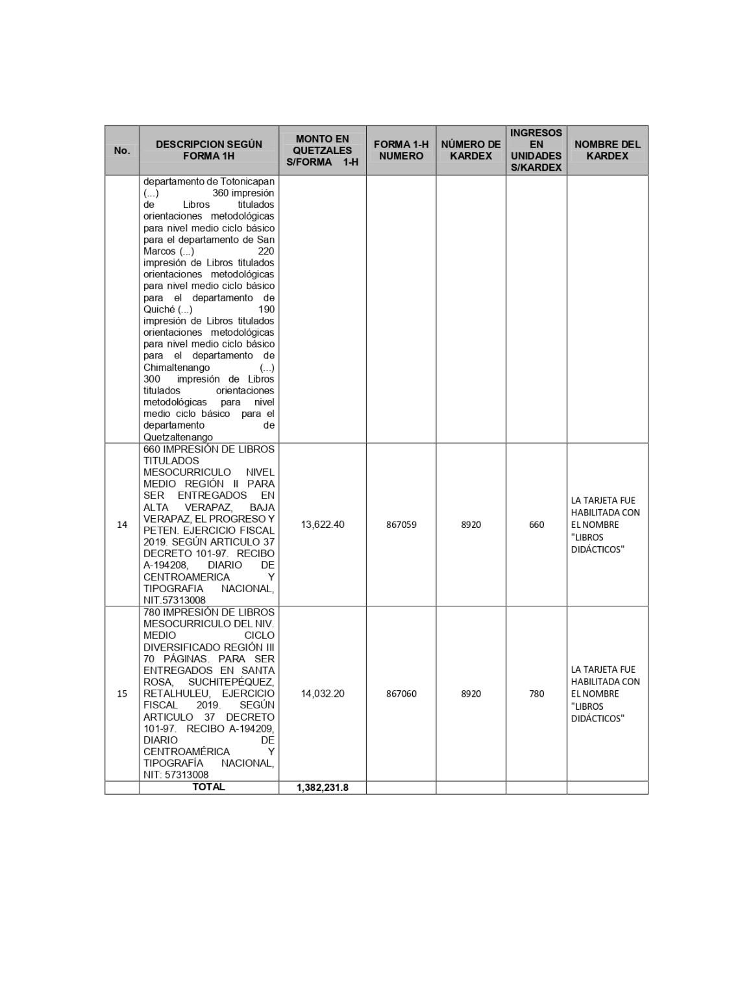 No.
DESCRIPCION SEGÚN
FORMA 1H
MONTO EN
QUETZALES
S/FORMA 1-H
FORMA 1-H
NUMERO
NÚMERO DE
KARDEX
INGRESOS
EN
UNIDADES
S/KARDEX
NOMBRE DEL
KARDEX
departamento de Totonicapan
(...) 360 impresión
de Libros titulados
orientaciones metodológicas
para nivel medio ciclo básico
para el departamento de San
Marcos (...) 220
impresión de Libros titulados
orientaciones metodológicas
para nivel medio ciclo básico
para el departamento de
Quiché (...) 190
impresión de Libros titulados
orientaciones metodológicas
para nivel medio ciclo básico
para el departamento de
Chimaltenango (...)
300 impresión de Libros
titulados orientaciones
metodológicas para nivel
medio ciclo básico para el
departamento de
Quetzaltenango
14
660 IMPRESIÓN DE LIBROS
TITULADOS
MESOCURRICULO NIVEL
MEDIO REGIÓN II PARA
SER ENTREGADOS EN
ALTA VERAPAZ, BAJA
VERAPAZ, EL PROGRESO Y
PETEN. EJERCICIO FISCAL
2019. SEGÚN ARTICULO 37
DECRETO 101-97. RECIBO
A-194208, DIARIO DE
CENTROAMERICA Y
TIPOGRAFIA NACIONAL,
NIT.57313008
13,622.40
867059
8920
660
LA TARJETA FUE
HABILITADA CON
EL NOMBRE
"LIBROS
DIDÁCTICOS"
15
780 IMPRESIÓN DE LIBROS
MESOCURRICULO DEL NIV.
MEDIO CICLO
DIVERSIFICADO REGIÓN III
70 PÁGINAS. PARA SER
ENTREGADOS EN SANTA
ROSA, SUCHITEPÉQUEZ,
RETALHULEU, EJERCICIO
FISCAL 2019. SEGÚN
ARTICULO 37 DECRETO
101-97. RECIBO A-194209,
DIARIO DE
CENTROAMÉRICA Y
TIPOGRAFÍA NACIONAL,
NIT: 57313008
14,032.20
867060
8920
780
LA TARJETA FUE
HABILITADA CON
EL NOMBRE
"LIBROS
DIDÁCTICOS"
TOTAL
1,382,231.8